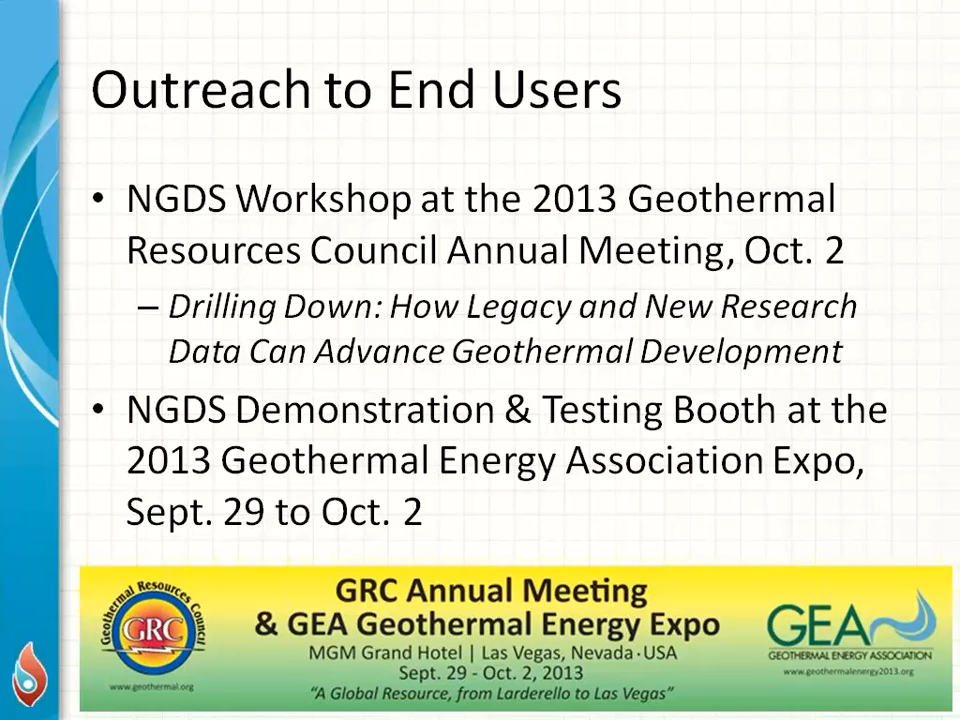 Outreach to End Users
• NGDS Workshop at the 2013 Geothermal
Resources Council Annual Meeting, Oct. 2
– Drilling Down: How Legacy and New Research
Data Can Advance Geothermal Development
• NGDS Demonstration & Testing Booth at the
2013 Geothermal Energy Association Expo,
Sept. 29 to Oct. 2
Geothermal Resources Council
GRC
www.geothermal.org
GRC Annual Meeting
& GEA Geothermal Energy Expo
MGM Grand Hotel | Las Vegas, Nevada • USA
Sept. 29 - Oct. 2, 2013
"A Global Resource, from Larderello to Las Vegas"
GEA
GEOTHERMAL ENERGY ASSOCIATION
www.geothermalenergy2013.org